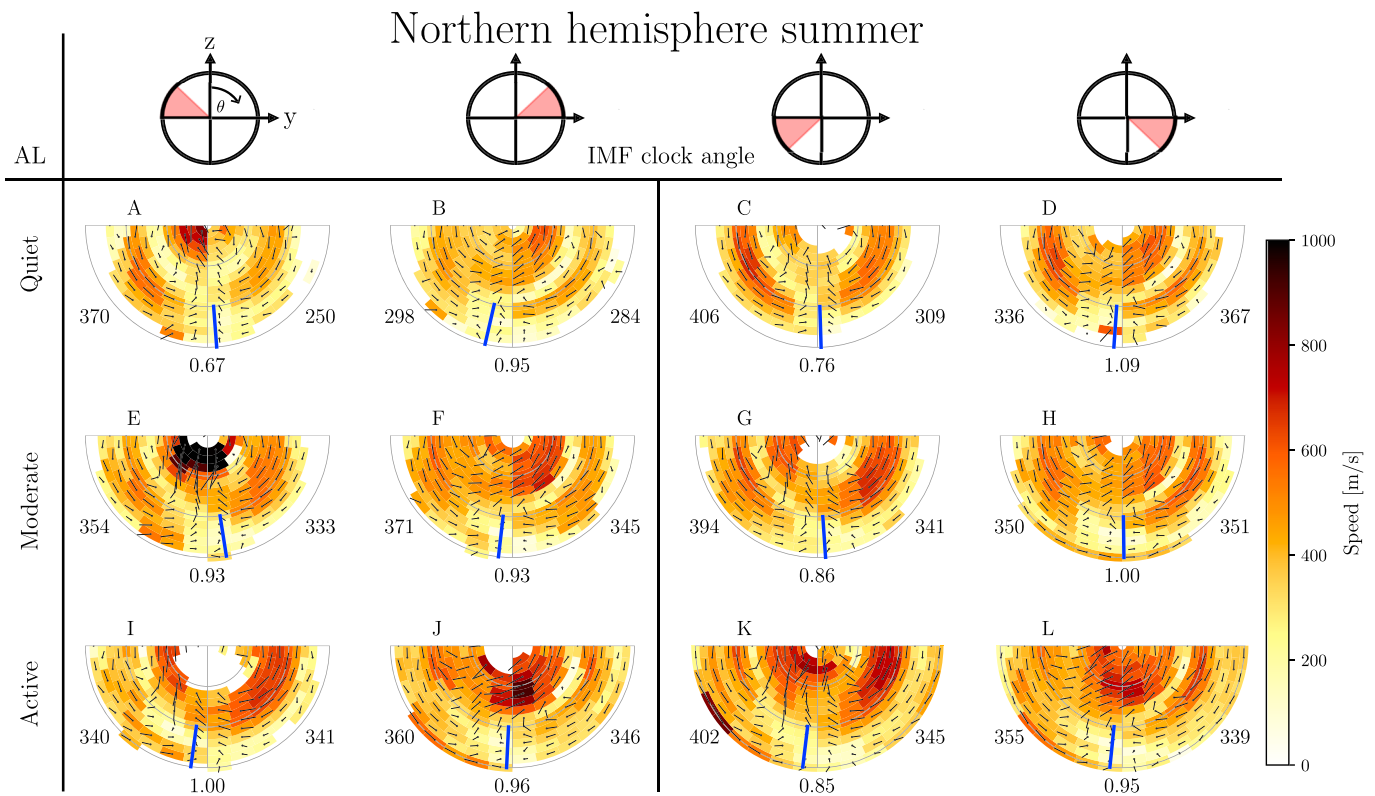 Northern hemisphere summer
z
θ
y
AL
IMF clock angle
Quiet
A
B
C
D
370
250
298
284
406
309
336
367
0.67
0.95
0.76
1.09
Moderate
E
F
G
H
354
333
371
345
394
341
350
351
0.93
0.93
0.86
1.00
Active
I
J
K
L
340
341
360
346
402
345
355
339
1.00
0.96
0.85
0.95
1000
800
600
400
200
0
Speed [m/s]